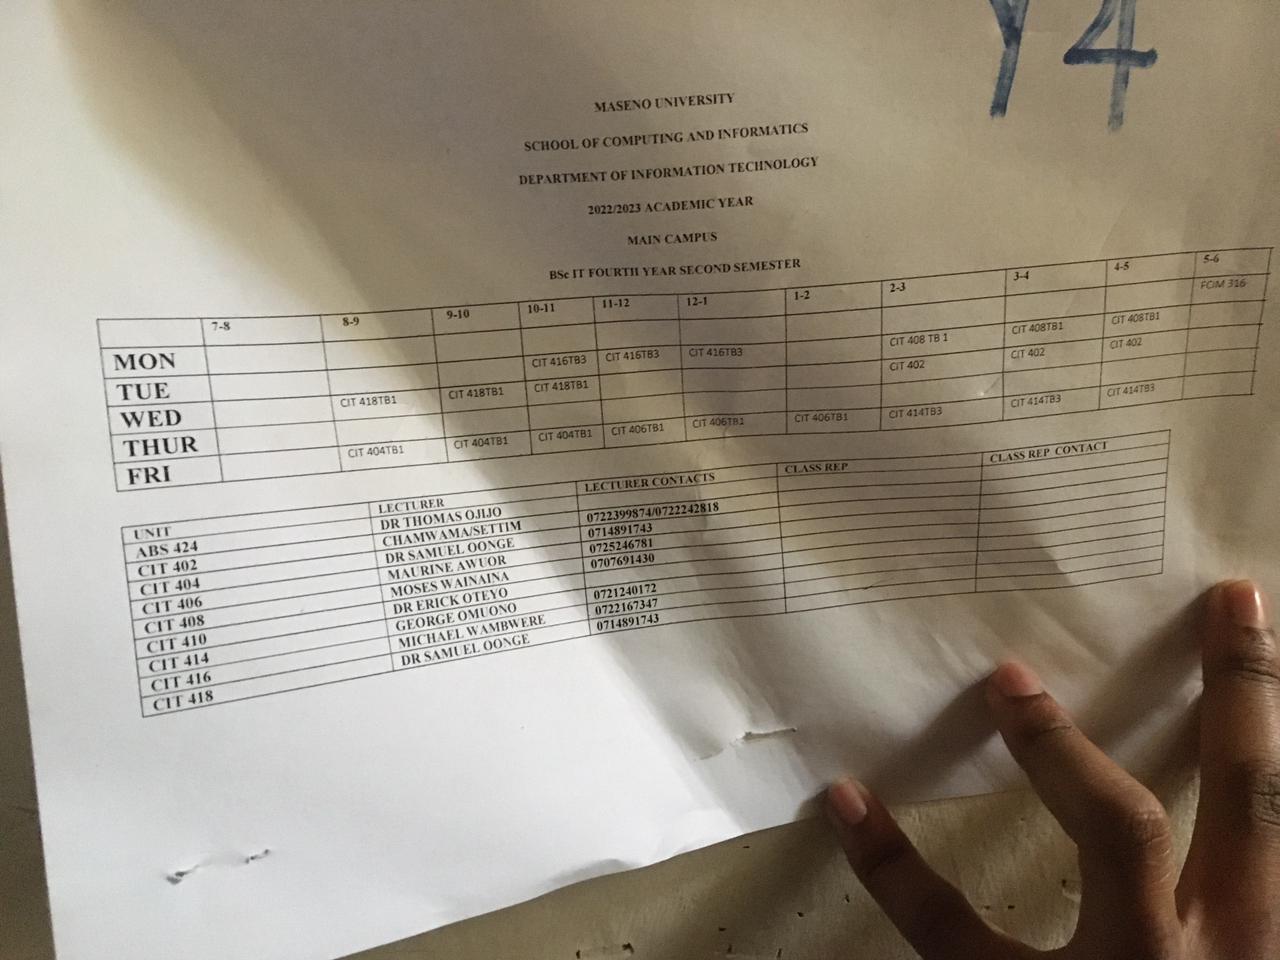 Y4
MASENO UNIVERSITY
SCHOOL OF COMPUTING AND INFORMATICS
DEPARTMENT OF INFORMATION TECHNOLOGY
2022/2023 ACADEMIC YEAR
MAIN CAMPUS
BSc IT FOURTH YEAR SECOND SEMESTER
7-8 8-9 9-10 10-11 11-12 12-1 1-2 2-3 3-4 4-5 5-6
MON FCIM 316
TUE CIT 416TB3 CIT 416TB3 CIT 416TB3 CIT 408 TB 1 CIT 408TB1 CIT 408TB1
WED CIT 418TB1 CIT 418TB1 CIT 418TB1 CIT 402 CIT 402 CIT 402
THUR
FRI CIT 404TB1 CIT 404TB1 CIT 404TB1 CIT 406TB1 CIT 406TB1 CIT 406TB1 CIT 414TB3 CIT 414TB3 CIT 414TB3
UNIT LECTURER LECTURER CONTACTS CLASS REP CLASS REP CONTACT
ABS 424 DR THOMAS OJIJO 0722399874/0722242818
CIT 402 CHAMWAMA/SETTIM 0714891743
CIT 404 DR SAMUEL OONGE 0725246781
CIT 406 MAURINE AWUOR 0707691430
CIT 408 MOSES WAINAINA
CIT 410 DR ERICK OTEYO 0721240172
CIT 414 GEORGE OMUONO 0722167347
CIT 416 MICHAEL WAMBWERE 0714891743
CIT 418 DR SAMUEL OONGE